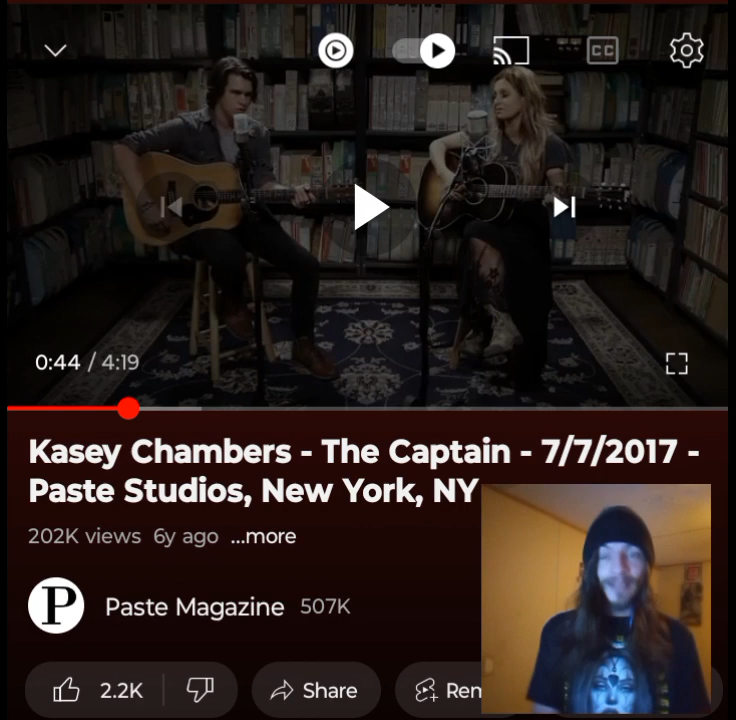 CC
0:44 / 4:19
Kasey Chambers - The Captain - 7/7/2017 -
Paste Studios, New York, NY
202K views 6y ago ...more
P
Paste Magazine 507K
2.2K Share Rem